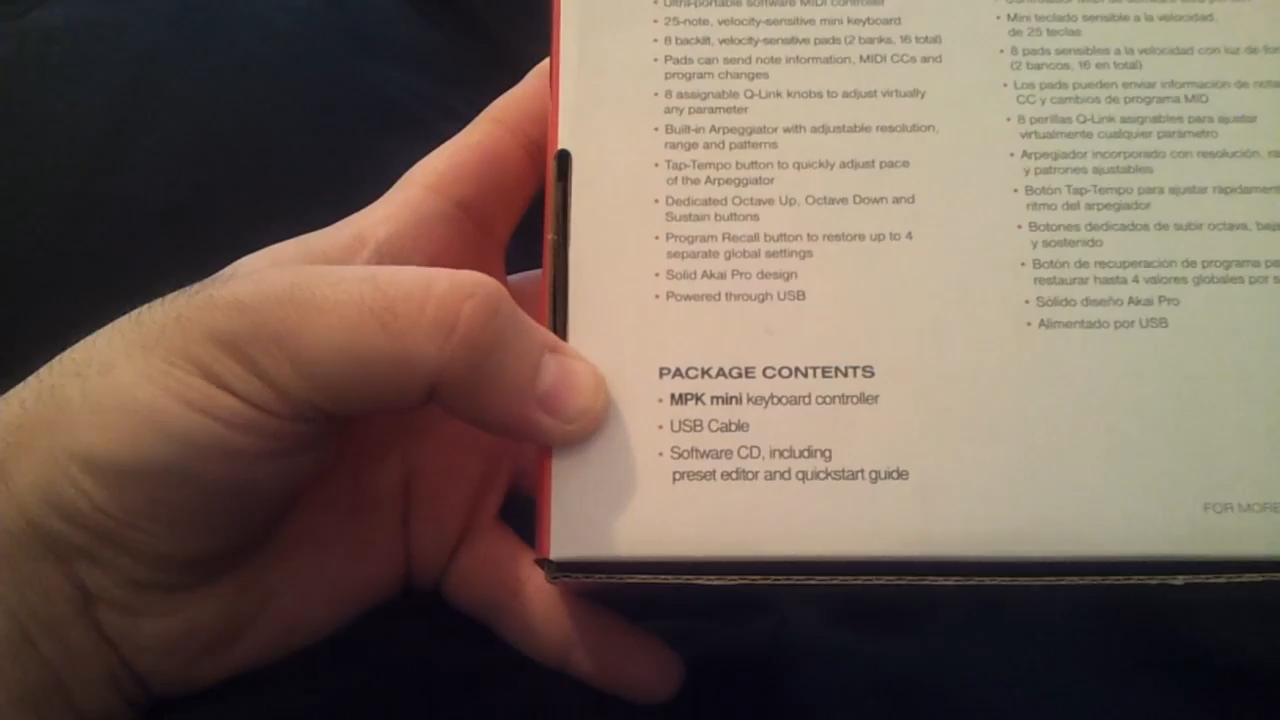 Ultra-portable software MIDI controller
• 25-note, velocity-sensitive mini keyboard
• 8 backlit, velocity-sensitive pads (2 banks, 16 total)
• Pads can send note information, MIDI CCs and
program changes
• 8 assignable Q-Link knobs to adjust virtually
any parameter
• Built-in Arpeggiator with adjustable resolution,
range and patterns
• Tap-Tempo button to quickly adjust pace
of the Arpeggiator
• Dedicated Octave Up, Octave Down and
Sustain buttons
• Program Recall button to restore up to 4
separate global settings
• Solid Akai Pro design
• Powered through USB
PACKAGE CONTENTS
• MPK mini keyboard controller
• USB Cable
• Software CD, including
preset editor and quickstart guide
• Mini teclado sensible a la velocidad,
de 25 teclas
• 8 pads sensibles a la velocidad con luz de
(2 bancos, 16 en total)
• Los pads pueden enviar información de
CC y cambios de programa MIDI
• 8 perillas Q-Link asignables para ajustar
virtualmente cualquier parámetro
• Arpegiador incorporado con resolución,
y patrones ajustables
• Botón Tap-Tempo para ajustar
ritmo del arpegiador
• Botones dedicados de subir octava,
y sostenido
• Botón de recuperación de programa
restaurar hasta 4 valores globales por
• Sólido diseño Akai Pro
• Alimentado por USB
FOR MORE